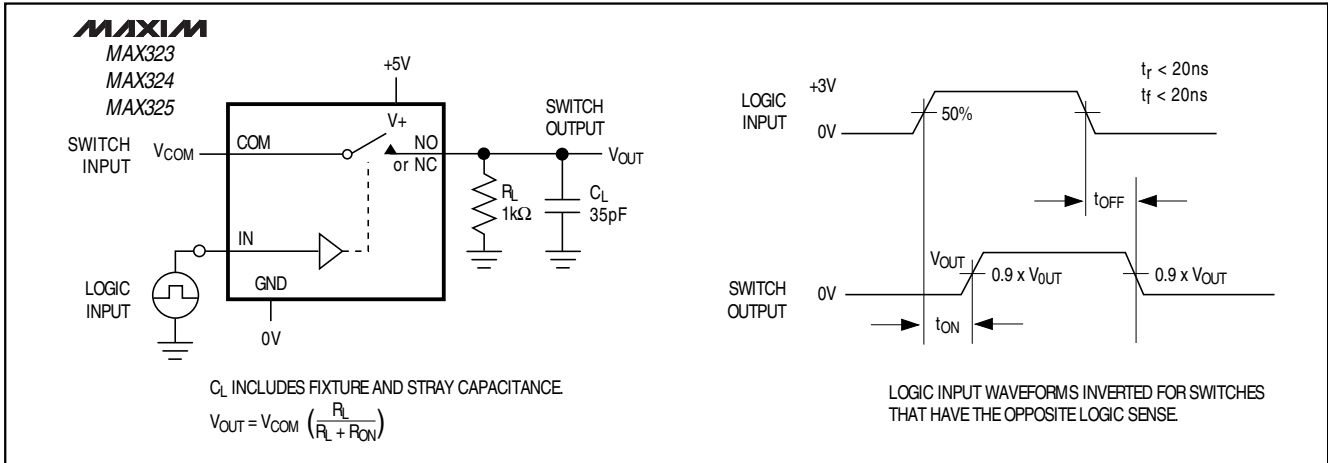 MAXIM
MAX323
MAX324
MAX325
+5V
V+
SWITCH
INPUT
VCOM
COM
NO
or NC
SWITCH
OUTPUT
VOUT
RL
1kΩ
CL
35pF
IN
GND
0V
LOGIC
INPUT
CL INCLUDES FIXTURE AND STRAY CAPACITANCE.
VOUT = VCOM (RL / RL + RON)
LOGIC
INPUT
+3V
0V
50%
tr < 20ns
tf < 20ns
tOFF
SWITCH
OUTPUT
VOUT
0V
0.9 x V0UT
0.9 x VOUT
tON
LOGIC INPUT WAVEFORMS INVERTED FOR SWITCHES
THAT HAVE THE OPPOSITE LOGIC SENSE.